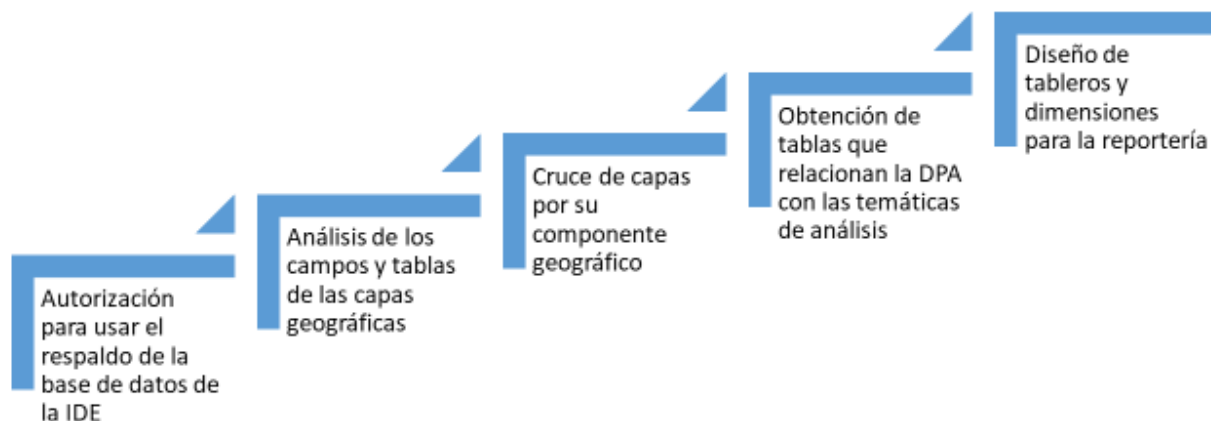 Autorización
para usar el
respaldo de la
base de datos de
la IDE
Análisis de los
campos y tablas
de las capas
geográficas
Cruce de capas
por su
componente
geográfico
Obtención de
tablas que
relacionan la DPA
con las temáticas
de análisis
Diseño de
tableros y
dimensiones
para la reportería